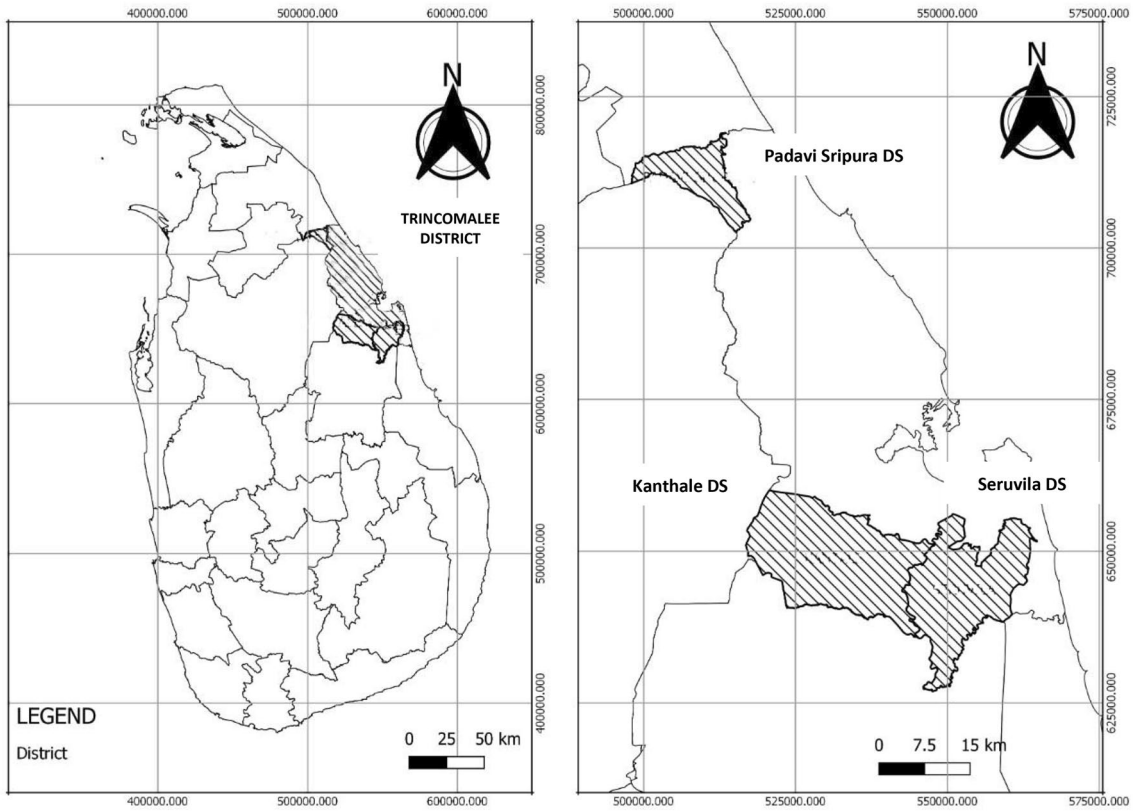 400000.000 500000.000 600000.000
N
TRINCOMALEE
DISTRICT
800000.000
700000.000
600000.000
500000.000
400000.000
LEGEND
District
0 25 50 km
400000.000 500000.000 600000.000
500000.000 525000.000 550000.000 575000.000
N
Padavi Sripura DS
Kanthale DS
Seruvila DS
725000.000
700000.000
675000.000
650000.000
625000.000
0 7.5 15 km
500000.000 525000.000 550000.000 575000.000